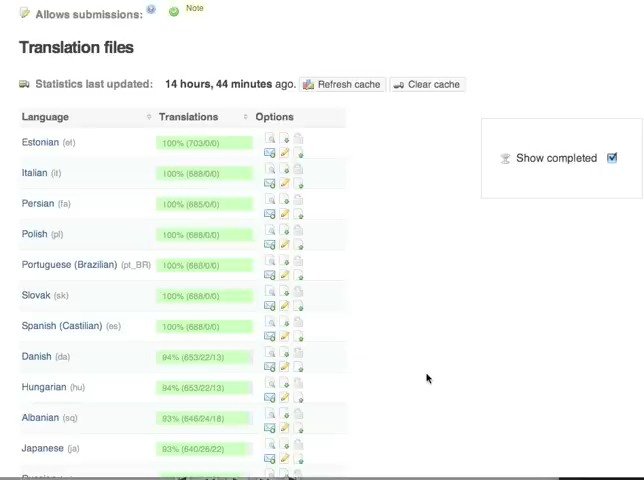 Allows submissions: Note
Translation files
Statistics last updated: 14 hours, 44 minutes ago. Refresh cache Clear cache
Language Translations Options
Estonian (et) 100% (703/0/0)
Show completed
Italian (it) 100% (688/0/0)
Persian (fa) 100% (685/0/0)
Polish (pl) 100% (688/0/0)
Portuguese (Brazilian) (pt_BR) 100% (688/0/0)
Slovak (sk) 100% (688/0/0)
Spanish (Castilian) (es) 100% (688/0/0)
Danish (da) 94% (653/22/13)
Hungarian (hu) 94% (653/22/13)
Albanian (sq) 93% (646/24/18)
Japanese (ja) 93% (640/26/22)